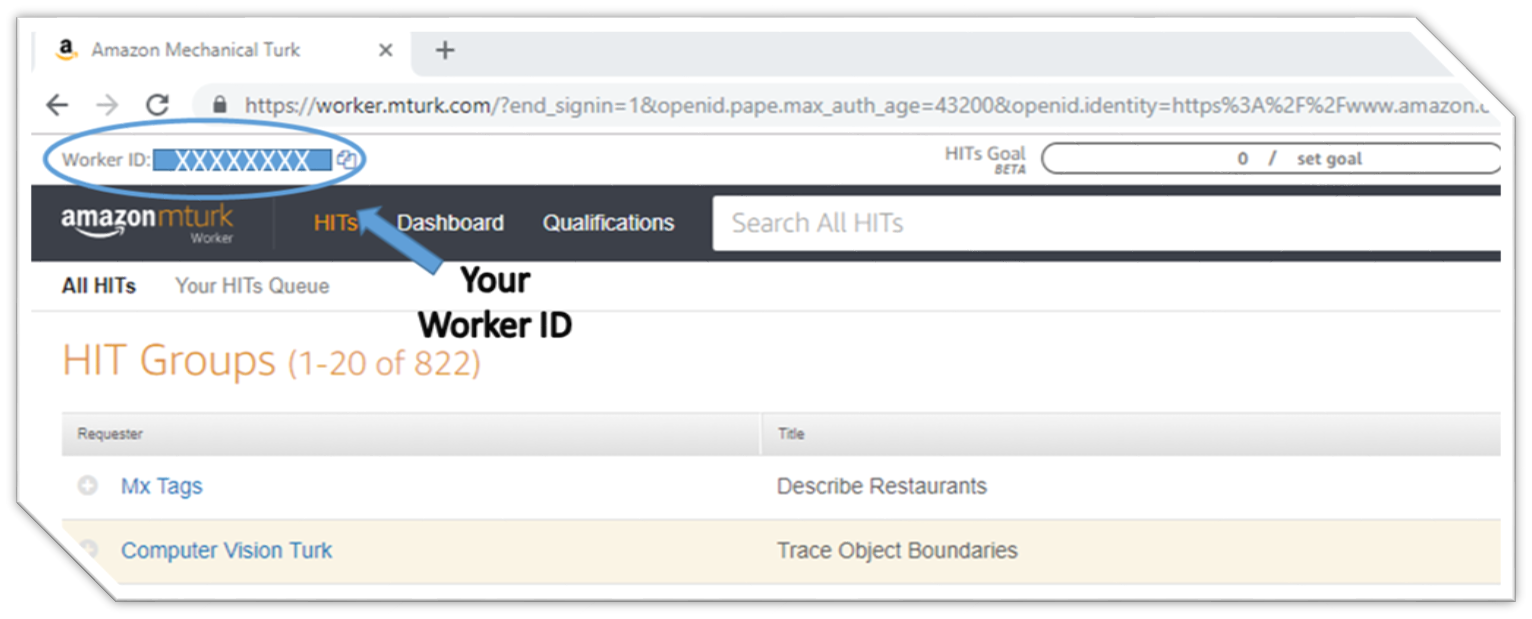 Amazon Mechanical Turk
https://worker.mturk.com/?end_signin=1&openid.pape.max_auth_age=43200&openid.identity=https%3A%2F%2Fwww.amazon.c
Worker ID: XXXXXXXX
HITs Goal BETA 0 / set goal
amazonmturk Worker HITs Dashboard Qualifications Search All HITs
All HITs Your HITs Queue
Your
Worker ID
HIT Groups (1-20 of 822)
Requester Title
Mx Tags Describe Restaurants
Computer Vision Turk Trace Object Boundaries